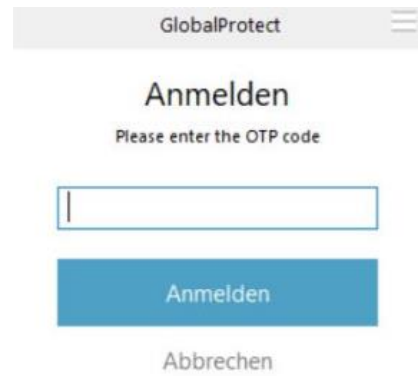 GlobalProtect
Anmelden
Please enter the OTP code
Anmelden
Abbrechen